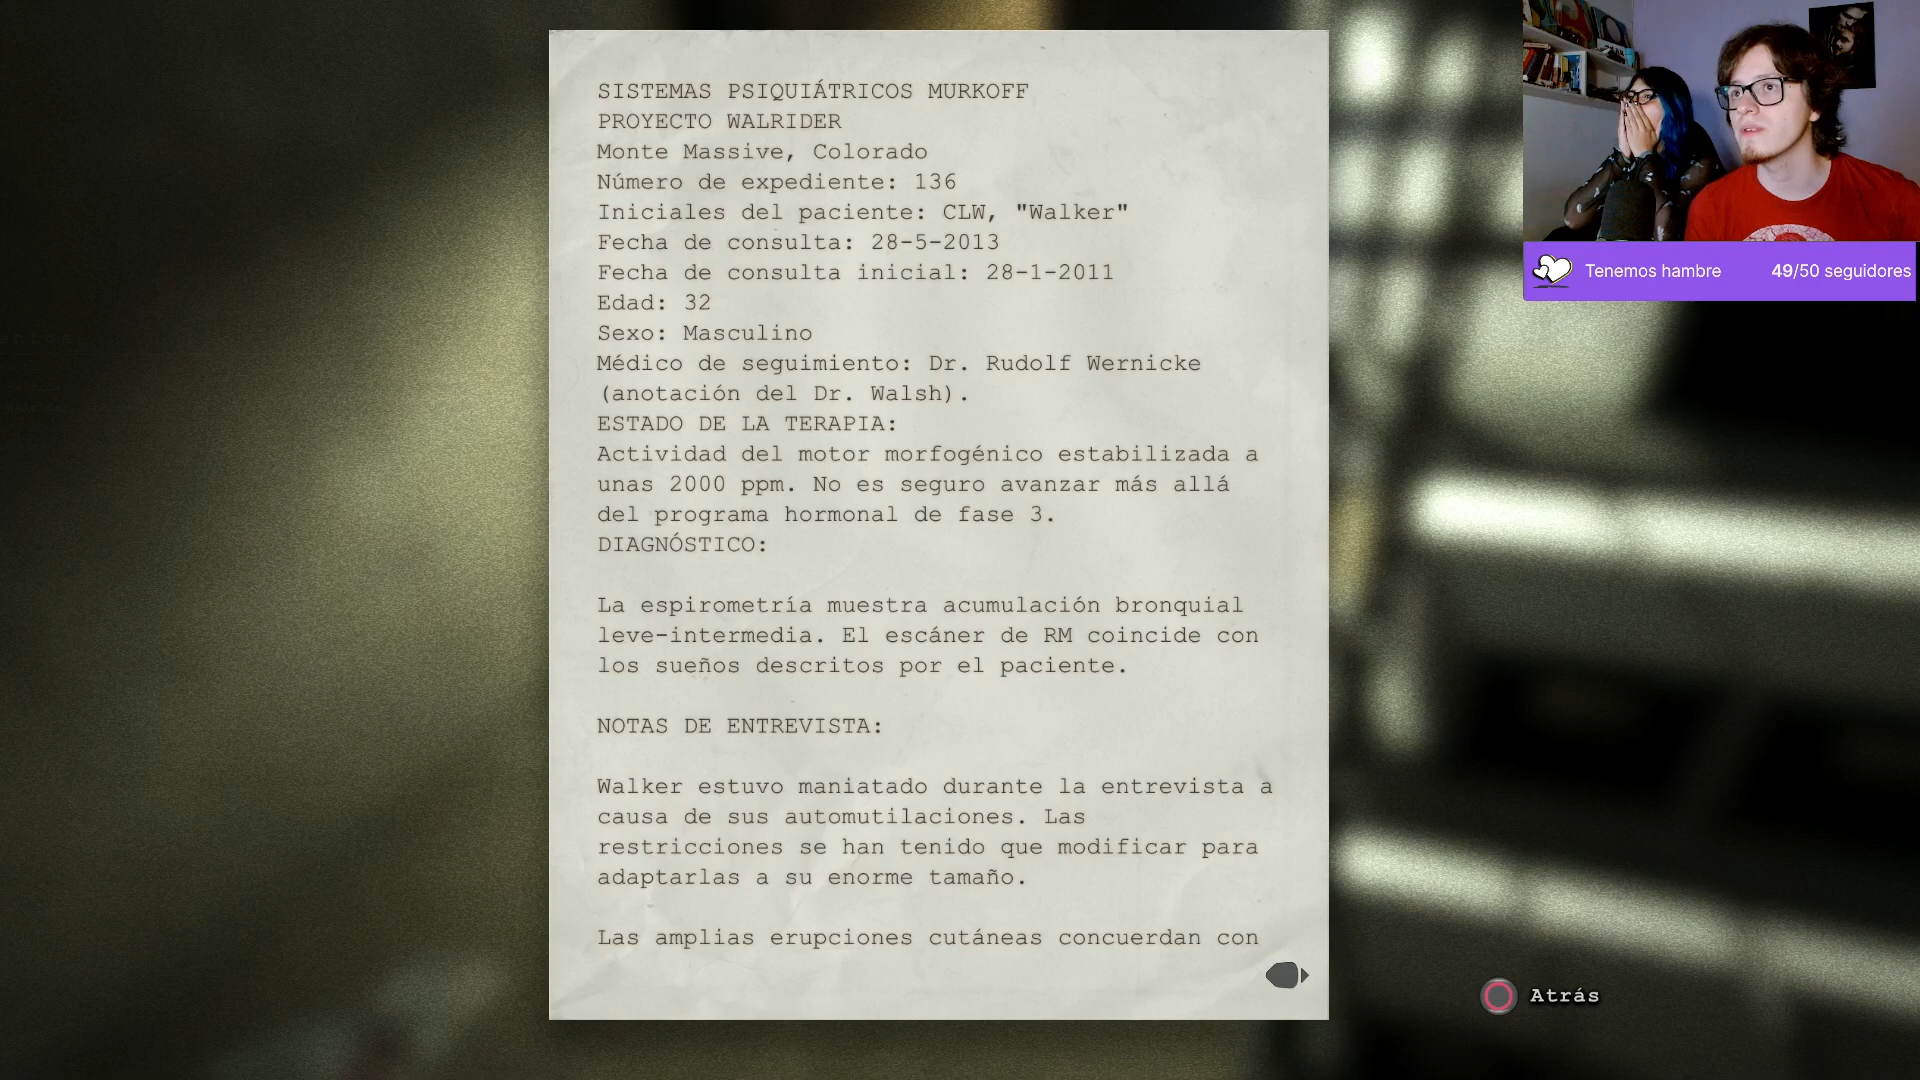 SISTEMAS PSIQUIÁTRICOS MURKOFF
PROYECTO WALRIDER
Monte Massive, Colorado
Número de expediente: 136
Iniciales del paciente: CLW, "Walker"
Fecha de consulta: 28-5-2013
Fecha de consulta inicial: 28-1-2011
Edad: 32
Sexo: Masculino
Médico de seguimiento: Dr. Rudolf Wernicke
(anotación del Dr. Walsh).
ESTADO DE LA TERAPIA:
Actividad del motor morfogénico estabilizada a
unas 2000 ppm. No es seguro avanzar más allá
del programa hormonal de fase 3.
DIAGNÓSTICO:
La espirometría muestra acumulación bronquial
leve-intermedia. El escáner de RM coincide con
los sueños descritos por el paciente.
NOTAS DE ENTREVISTA:
Walker estuvo maniatado durante la entrevista a
causa de sus automutilaciones. Las
restricciones se han tenido que modificar para
adaptarlas a su enorme tamaño.
Las amplias erupciones cutáneas concuerdan con
Tenemos hambre 49/50 seguidores
Atrás